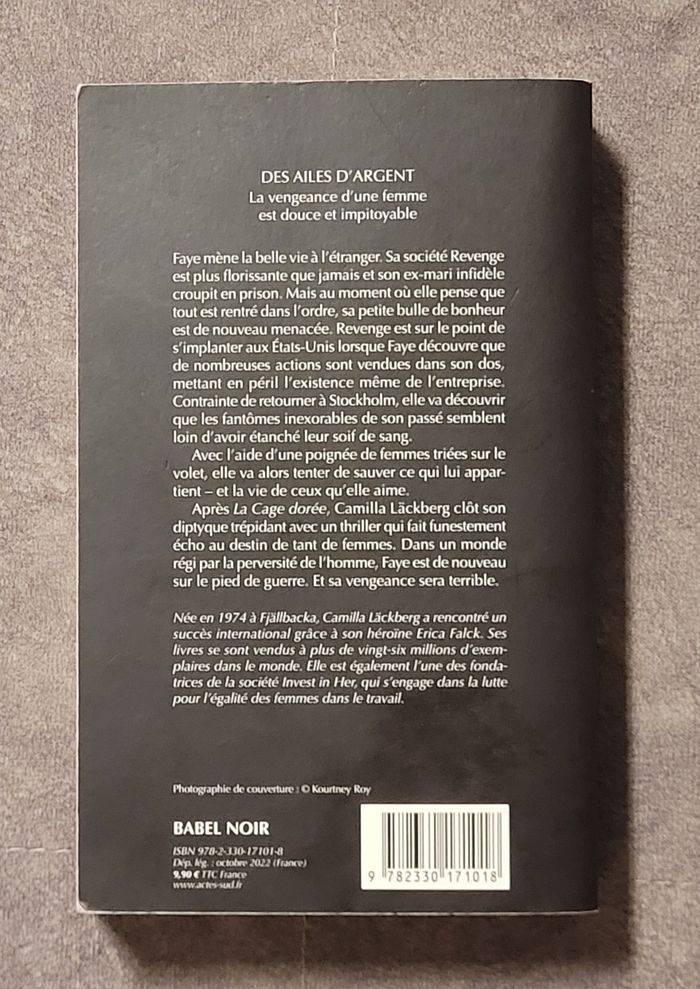 DES AILES D'ARGENT
La vengeance d'une femme
est douce et impitoyable
Faye mène la belle vie à l'étranger. Sa société Revenge
est plus florissante que jamais et son ex-mari infidèle
croupit en prison. Mais au moment où elle pense que
tout est rentré dans l'ordre, sa petite bulle de bonheur
est de nouveau menacée. Revenge est sur le point de
s'implanter aux États-Unis lorsque Faye découvre que
de nombreuses actions sont vendues dans son dos,
mettant en péril l'existence même de l'entreprise.
Contrainte de retourner à Stockholm, elle va découvrir
que les fantômes inexorables de son passé semblent
loin d'avoir étanché leur soif de sang.
Avec l'aide d'une poignée de femmes triées sur le
volet, elle va alors tenter de sauver ce qui lui appar-
tient – et la vie de ceux qu'elle aime.
Après La Cage dorée, Camilla Läckberg clôt son
diptyque trépidant avec un thriller qui fait funestement
écho au destin de tant de femmes. Dans un monde
régi par la perversité de l'homme, Faye est de nouveau
sur le pied de guerre. Et sa vengeance sera terrible.
Née en 1974 à Fjällbacka, Camilla Läckberg a rencontré un
succès international grâce à son héroïne Erica Falck. Ses
livres se sont vendus à plus de vingt-six millions d'exem-
plaires dans le monde. Elle est également l'une des fonda-
trices de la société Invest in Her, qui s'engage dans la lutte
pour l'égalité des femmes dans le travail.
Photographie de couverture : © Kourtney Roy
BABEL NOIR
ISBN 978-2-330-17101-8
Dép. lég. : octobre 2022 (France)
9,90 € TTC France
www.actes-sud.fr
9 782330 171018